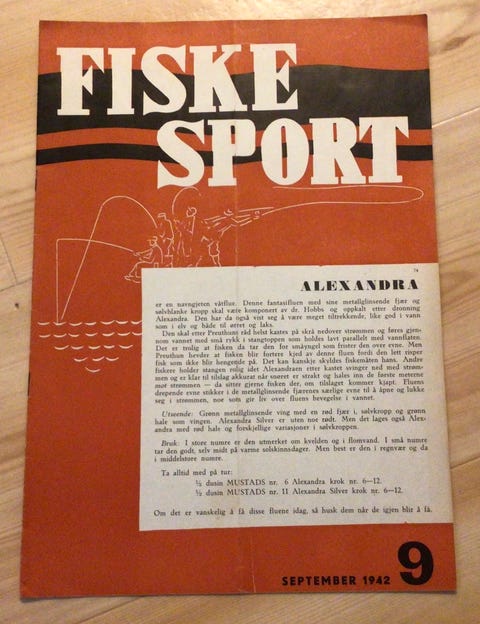 FISKE
SPORT
74
ALEXANDRA
er en navngjeten våtflue. Denne fantasifluen med sine metallglinsende fjær og
sølvblanke kropp skal være komponert av dr. Hobbs og oppkalt etter dronning
Alexandra. Den har da også vist seg å være meget tiltrekkende, like god i vann
som i elv og både til ørret og laks.
Den skal etter Preuthuns råd helst kastes på skrå nedover strømmen og føres gjen-
nom vannet med små rykk i stangtoppen som holdes lavt parallelt med vannflaten.
Det er trolig at fisken da tar den for småyngel som frister den over evne. Men
Preuthun hevder at fisken blir fortere kjed av denne fluen fordi den lett risper
fisk som ikke blir hengende på. Det kan kanskje skyldes fiskemåten hans. Andre
fiskere holder stangen rolig idet Alexandraen etter kastet svinger ned med strøm-
men og er klar til tilslag akkurat når snøret er strakt og hales inn de første meterene
mot strømmen — da sitter gjerne fisken der, om tilslaget kommer kjapt. Fluens
drepende evne stikker i de metallglinsende fjærenes særlige evne til å åpne og lukke
seg i strømmen, noe som gir liv over fluens bevegelse i vannet.
Utseende: Grønn metallglinsende ving med en rød fjær i, sølvkropp og grønn
hale som vingen. Alexandra Silver er uten noe rødt. Men det lages også Alex-
andra med rød hale og forskjellige variasjoner i sølvkroppen.
Bruk: I store numre er den utmerket om kvelden og i flomvand. I små numre
tar den godt, selv midt på varme solskinnsdager. Men best er den i regnvær og da
i middelstore numre.
Ta alltid med på tur:
½ dusin MUSTADS nr. 6 Alexandra krok nr. 6—12.
½ dusin MUSTADS nr. 11 Alexandra Silver krok nr. 6—12.
Om det er vanskelig å få disse fluene idag, så husk dem når de igjen blir å få.
SEPTEMBER 1942 9